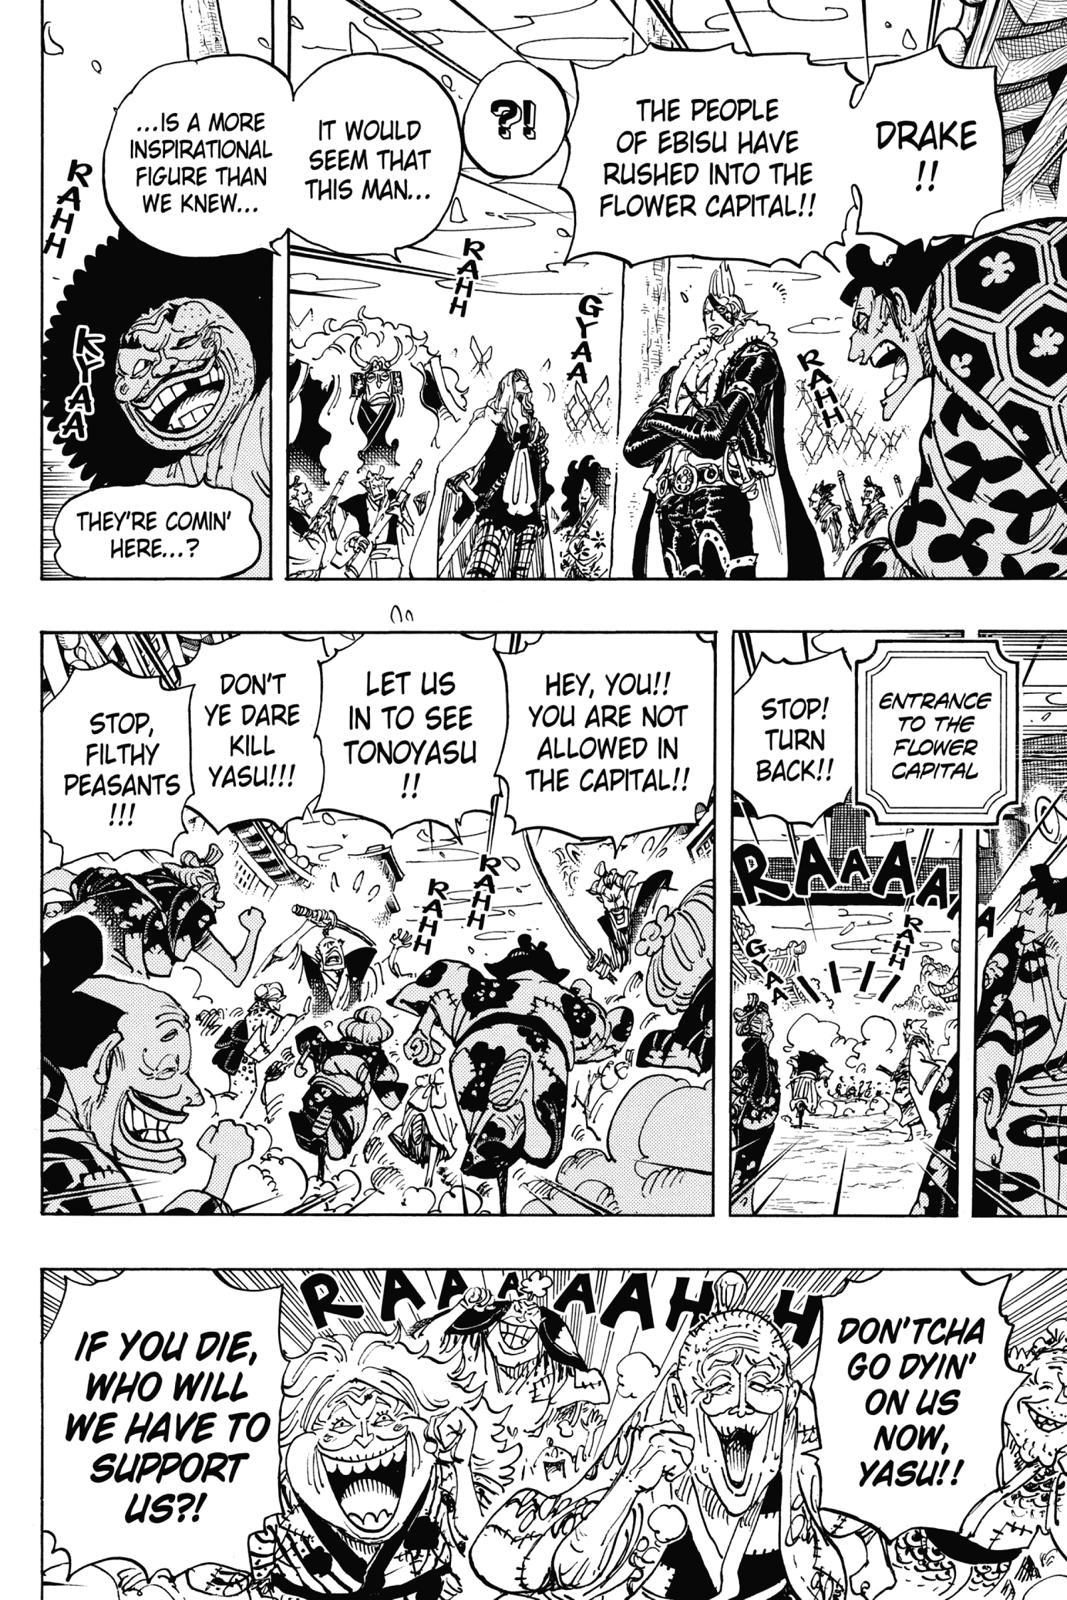 DRAKE
!!
THE PEOPLE
OF EBISU HAVE
RUSHED INTO THE
FLOWER CAPITAL!!
?!
IT WOULD
SEEM THAT
THIS MAN...
...IS A MORE
INSPIRATIONAL
FIGURE THAN
WE KNEW...
RAHH
GYAA
RAHH
RAHH
KYAA
THEY'RE COMIN'
HERE...?
ENTRANCE
TO THE
FLOWER
CAPITAL
STOP!
TURN
BACK!!
RAAAAA
RAHH
GYAA
HEY, YOU!!
YOU ARE NOT
ALLOWED IN
THE CAPITAL!!
LET US
IN TO SEE
TONOYASU
!!
DON'T
YE DARE
KILL
YASU!!!
STOP,
FILTHY
PEASANTS
!!!
RAHH
RAHH
RAAAAAAHHH
DON'TCHA
GO DYIN'
ON US
NOW,
YASU!!
IF YOU DIE,
WHO WILL
WE HAVE TO
SUPPORT
US?!